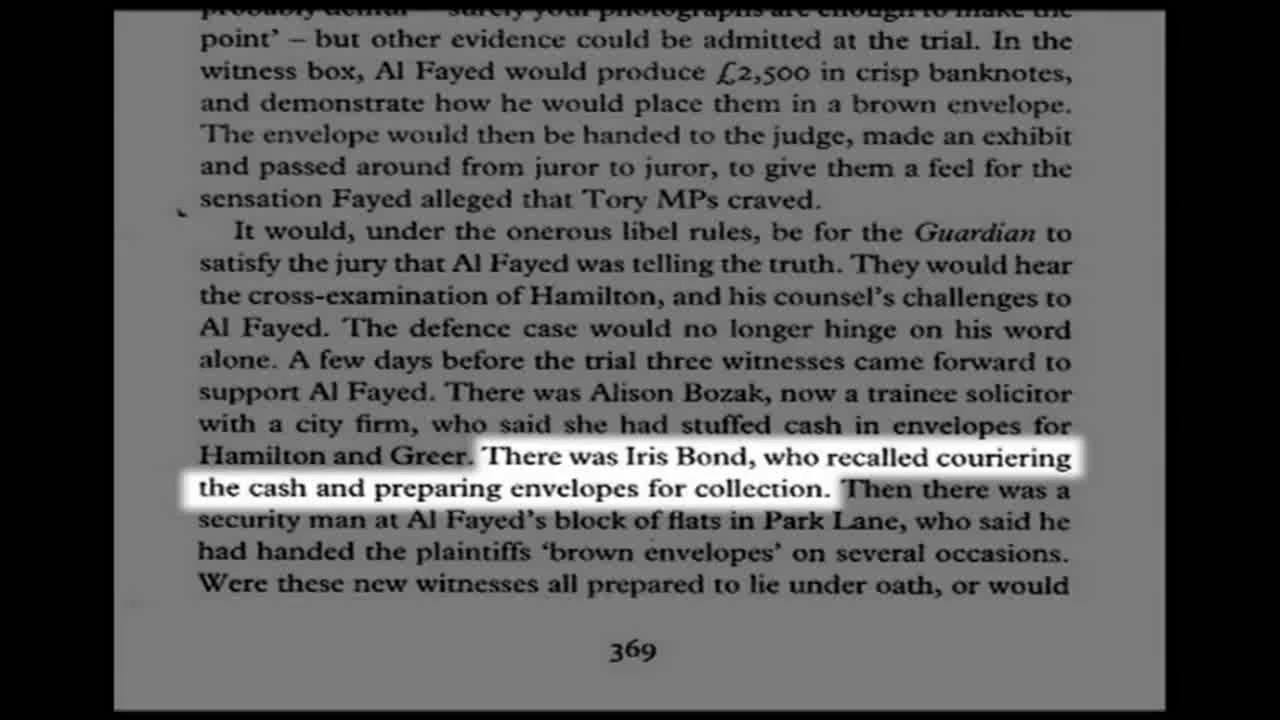 probably denial – surely your photographs are enough to make the
point’ – but other evidence could be admitted at the trial. In the
witness box, Al Fayed would produce £2,500 in crisp banknotes,
and demonstrate how he would place them in a brown envelope.
The envelope would then be handed to the judge, made an exhibit
and passed around from juror to juror, to give them a feel for the
sensation Fayed alleged that Tory MPs craved.
It would, under the onerous libel rules, be for the Guardian to
satisfy the jury that Al Fayed was telling the truth. They would hear
the cross-examination of Hamilton, and his counsel’s challenges to
Al Fayed. The defence case would no longer hinge on his word
alone. A few days before the trial three witnesses came forward to
support Al Fayed. There was Alison Bozak, now a trainee solicitor
with a city firm, who said she had stuffed cash in envelopes for
Hamilton and Greer. There was Iris Bond, who recalled couriering
the cash and preparing envelopes for collection. Then there was a
security man at Al Fayed’s block of flats in Park Lane, who said he
had handed the plaintiffs ‘brown envelopes’ on several occasions.
Were these new witnesses all prepared to lie under oath, or would
369